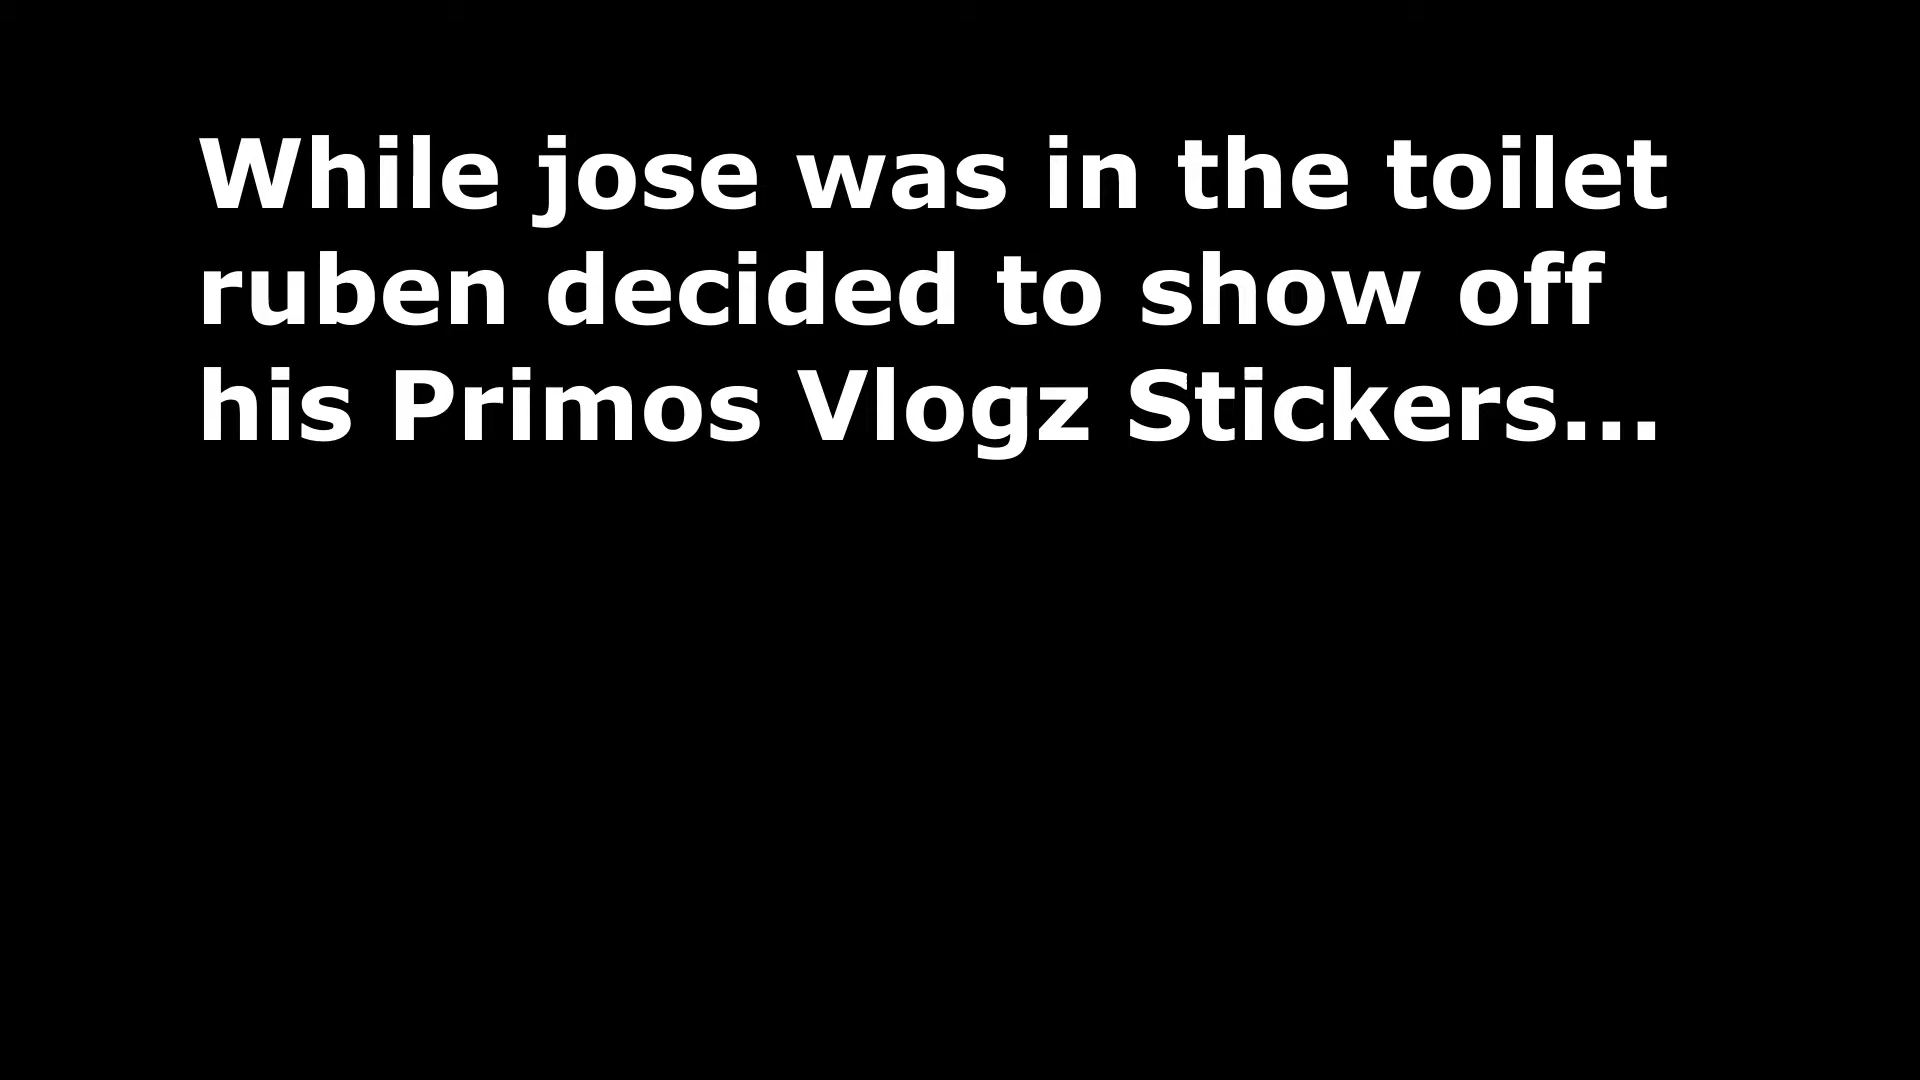 While jose was in the toilet
ruben decided to show off
his Primos Vlogz Stickers...